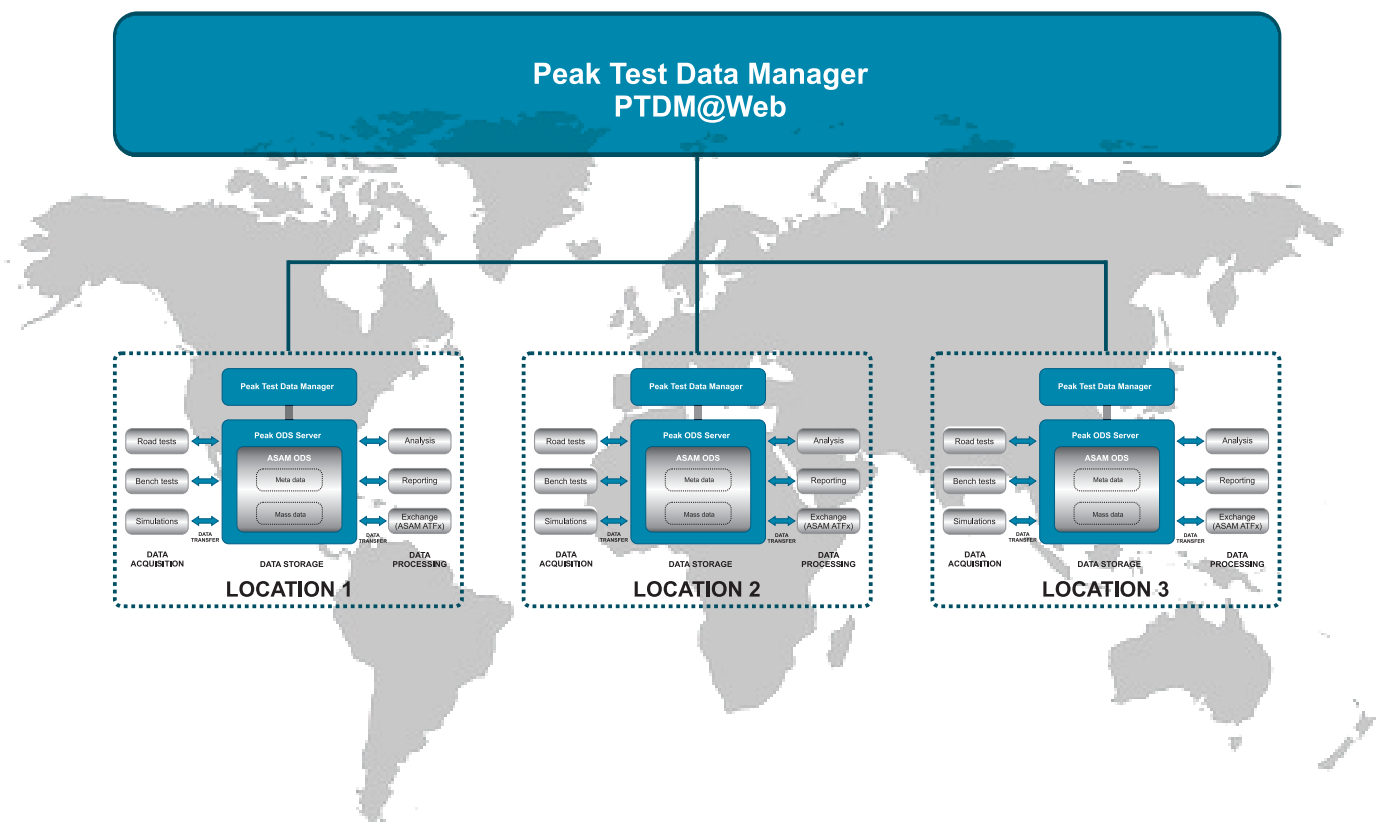 Peak Test Data Manager
PTDM@Web
Peak Test Data Manager
Peak ODS Server
ASAM ODS
Meta data
Mass data
Road tests
Bench tests
Simulations
Analysis
Reporting
Exchange
(ASAM ATFx)
DATA
TRANSFER
DATA
TRANSFER
DATA
ACQUISITION
DATA STORAGE
DATA
PROCESSING
LOCATION 1
Peak Test Data Manager
Peak ODS Server
ASAM ODS
Meta data
Mass data
Road tests
Bench tests
Simulations
Analysis
Reporting
Exchange
(ASAM ATFx)
DATA
TRANSFER
DATA
TRANSFER
DATA
ACQUISITION
DATA STORAGE
DATA
PROCESSING
LOCATION 2
Peak Test Data Manager
Peak ODS Server
ASAM ODS
Meta data
Mass data
Road tests
Bench tests
Simulations
Analysis
Reporting
Exchange
(ASAM ATFx)
DATA
TRANSFER
DATA
TRANSFER
DATA
ACQUISITION
DATA STORAGE
DATA
PROCESSING
LOCATION 3